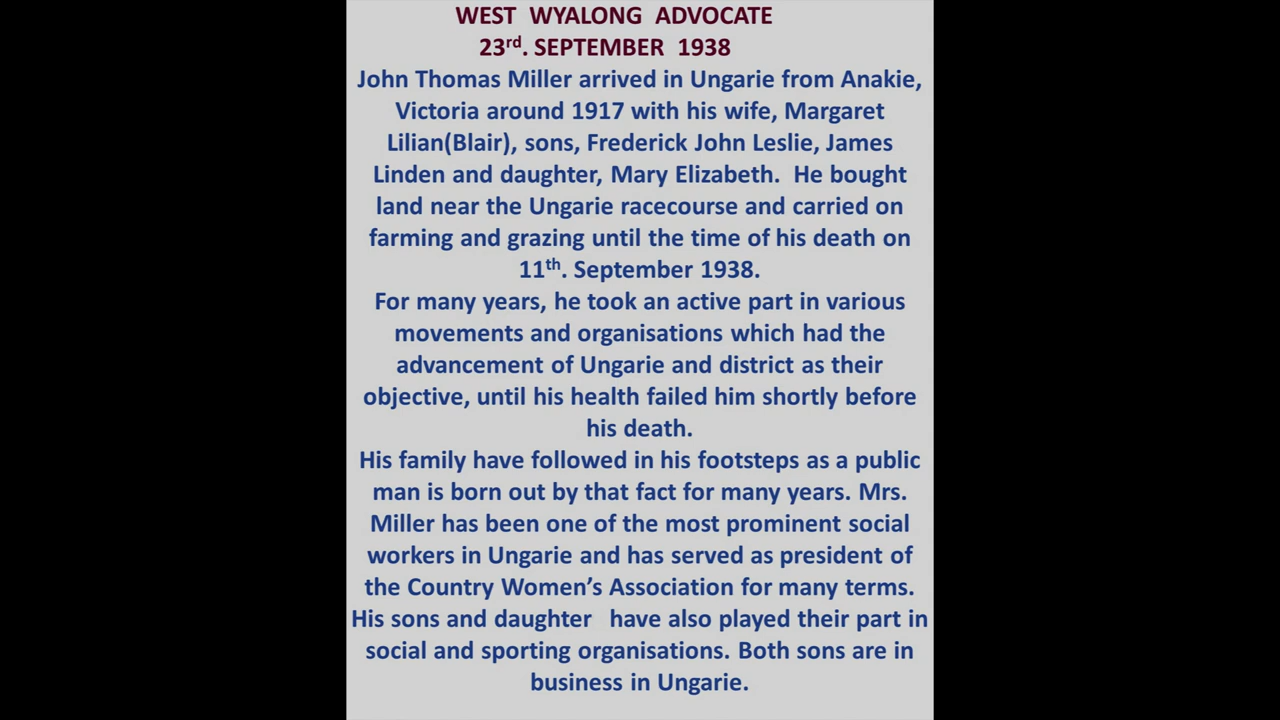 WEST WYALONG ADVOCATE
23rd. SEPTEMBER 1938
John Thomas Miller arrived in Ungarie from Anakie,
Victoria around 1917 with his wife, Margaret
Lilian(Blair), sons, Frederick John Leslie, James
Linden and daughter, Mary Elizabeth. He bought
land near the Ungarie racecourse and carried on
farming and grazing until the time of his death on
11th. September 1938.
For many years, he took an active part in various
movements and organisations which had the
advancement of Ungarie and district as their
objective, until his health failed him shortly before
his death.
His family have followed in his footsteps as a public
man is born out by that fact for many years. Mrs.
Miller has been one of the most prominent social
workers in Ungarie and has served as president of
the Country Women’s Association for many terms.
His sons and daughter have also played their part in
social and sporting organisations. Both sons are in
business in Ungarie.